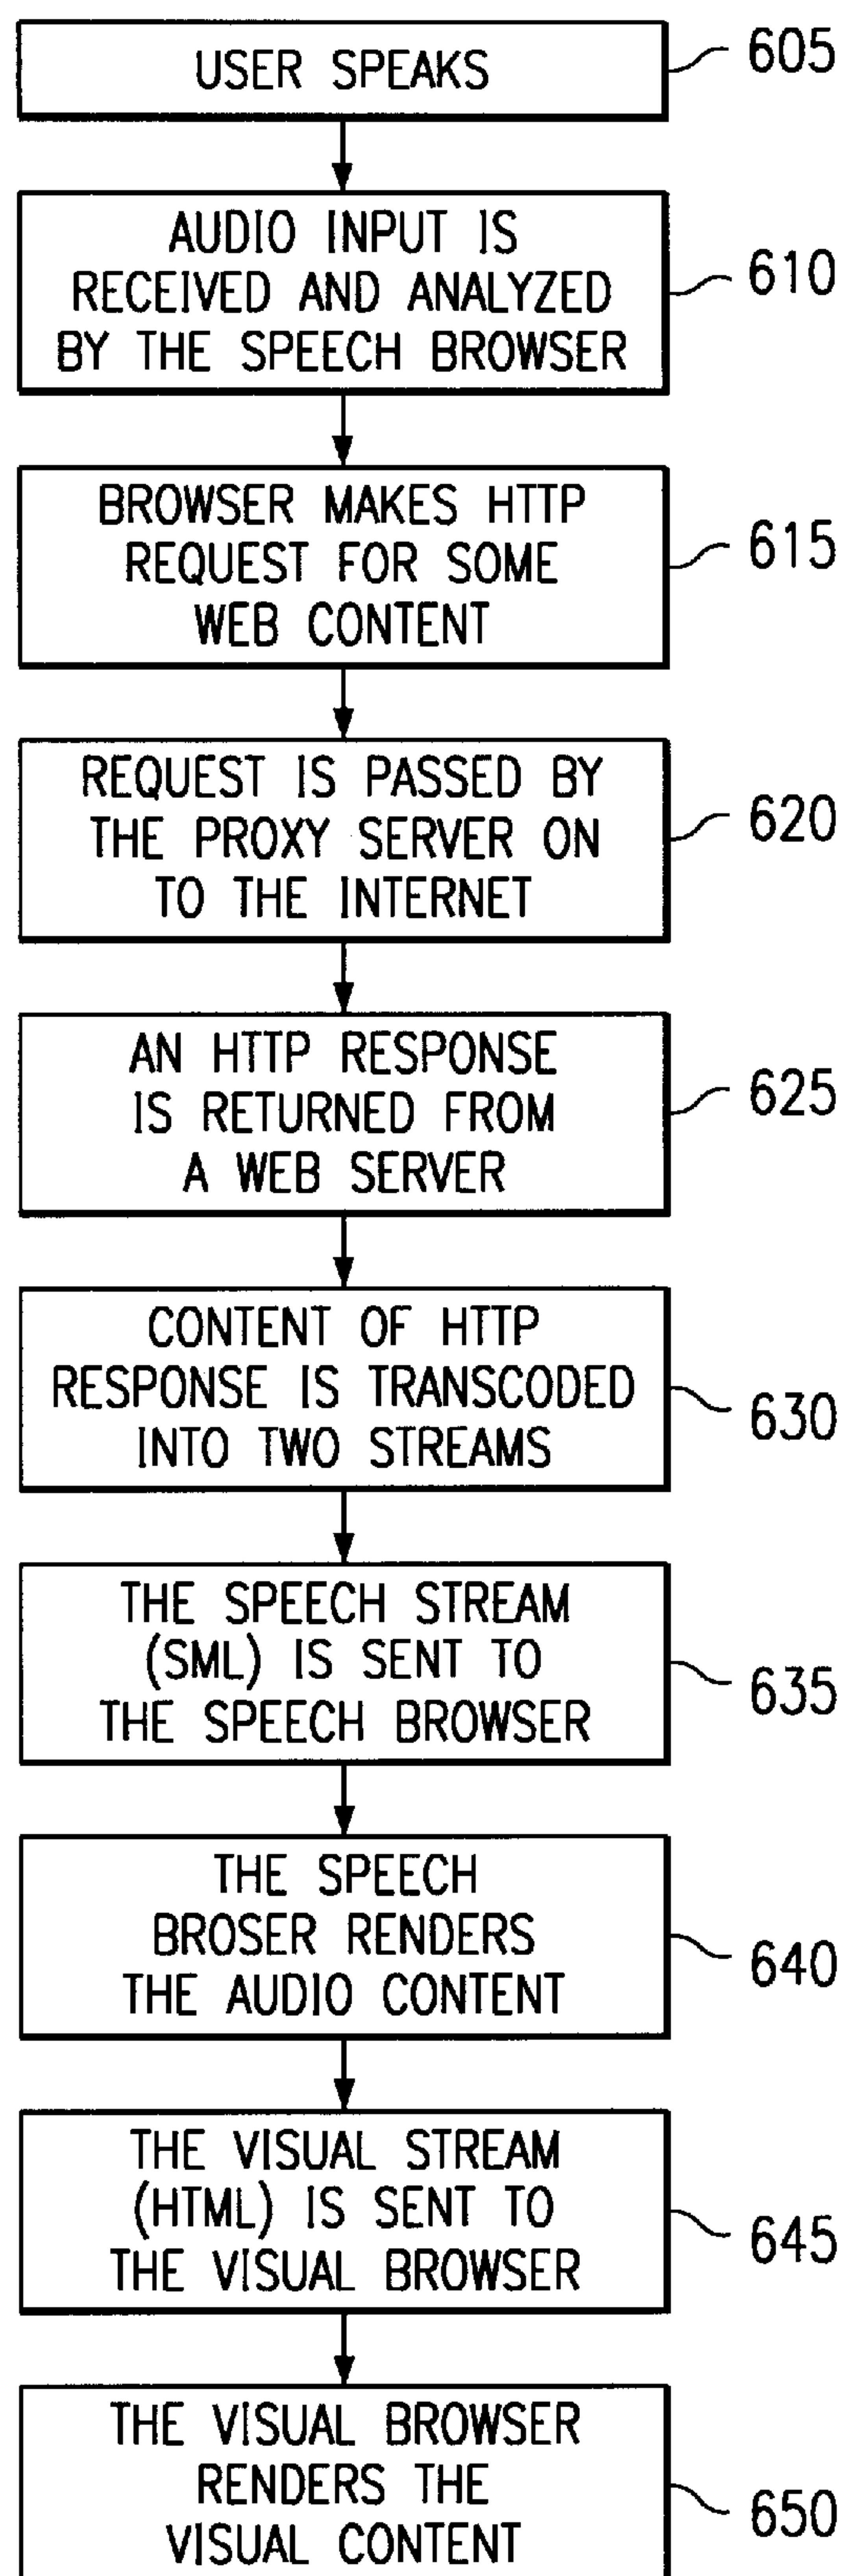 USER SPEAKS
605
AUDIO INPUT IS
RECEIVED AND ANALYZED
BY THE SPEECH BROWSER
610
BROWSER MAKES HTTP
REQUEST FOR SOME
WEB CONTENT
615
REQUEST IS PASSED BY
THE PROXY SERVER ON
TO THE INTERNET
620
AN HTTP RESPONSE
IS RETURNED FROM
A WEB SERVER
625
CONTENT OF HTTP
RESPONSE IS TRANSCODED
INTO TWO STREAMS
630
THE SPEECH STREAM
(SML) IS SENT TO
THE SPEECH BROWSER
635
THE SPEECH
BROSER RENDERS
THE AUDIO CONTENT
640
THE VISUAL STREAM
(HTML) IS SENT TO
THE VISUAL BROWSER
645
THE VISUAL BROWSER
RENDERS THE
VISUAL CONTENT
650